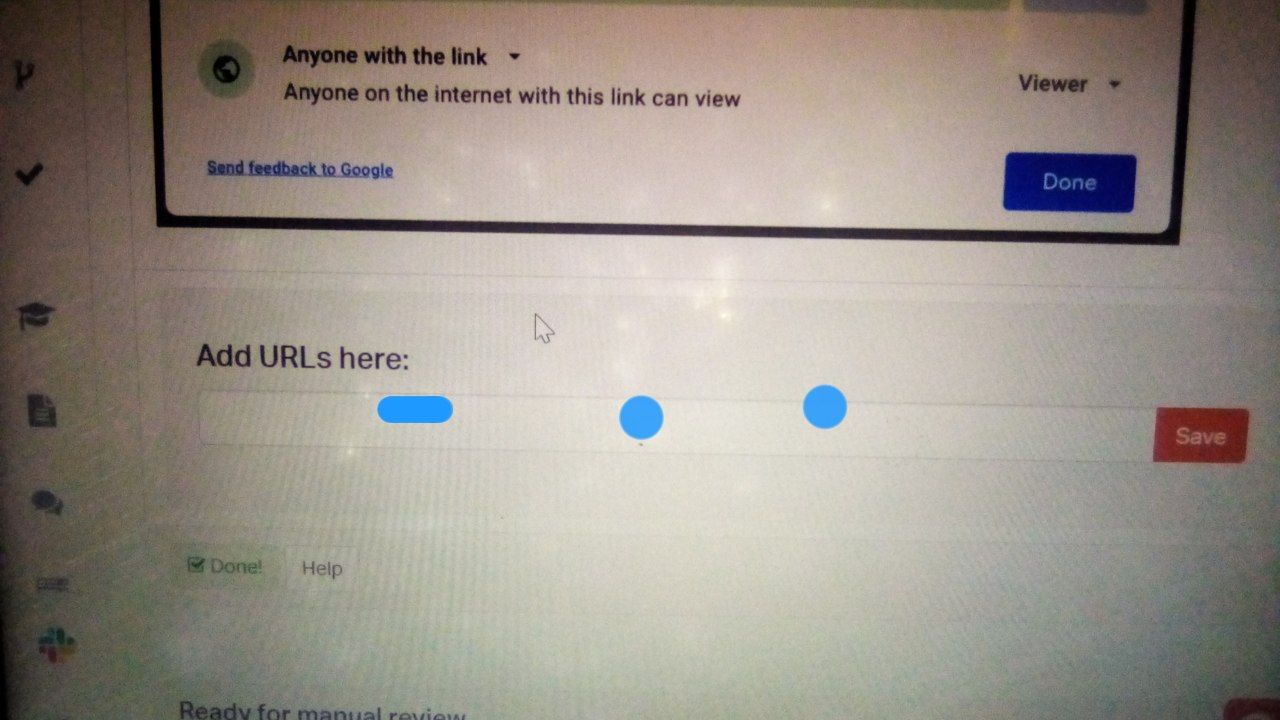 Anyone with the link
Anyone on the internet with this link can view
Viewer
Send feedback to Google
Done
Add URLs here:
Save
Done!
Help
Ready for manual review